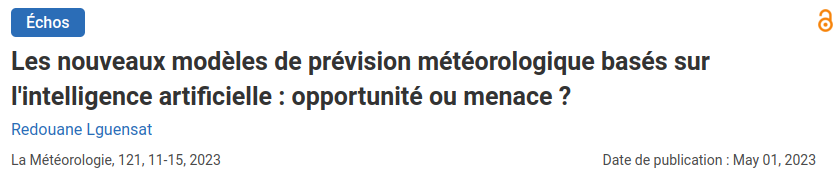 Échos
Les nouveaux modèles de prévision météorologique basés sur
l'intelligence artificielle : opportunité ou menace ?
Redouane Lguensat
La Météorologie, 121, 11-15, 2023
Date de publication : May 01, 2023